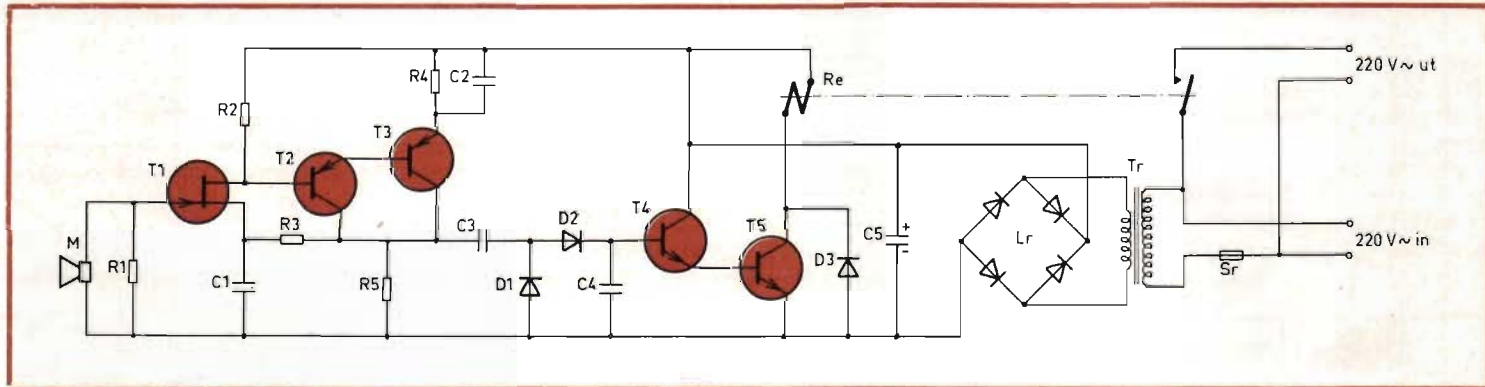 R4
C2
Re
220 V~ ut
R2
T3
T2
T1
Tr
M
R3
C3
D2
T4
T5
C5
+
-
Lr
220 V~ in
R1
C1
R5
D1
C4
D3
Sr